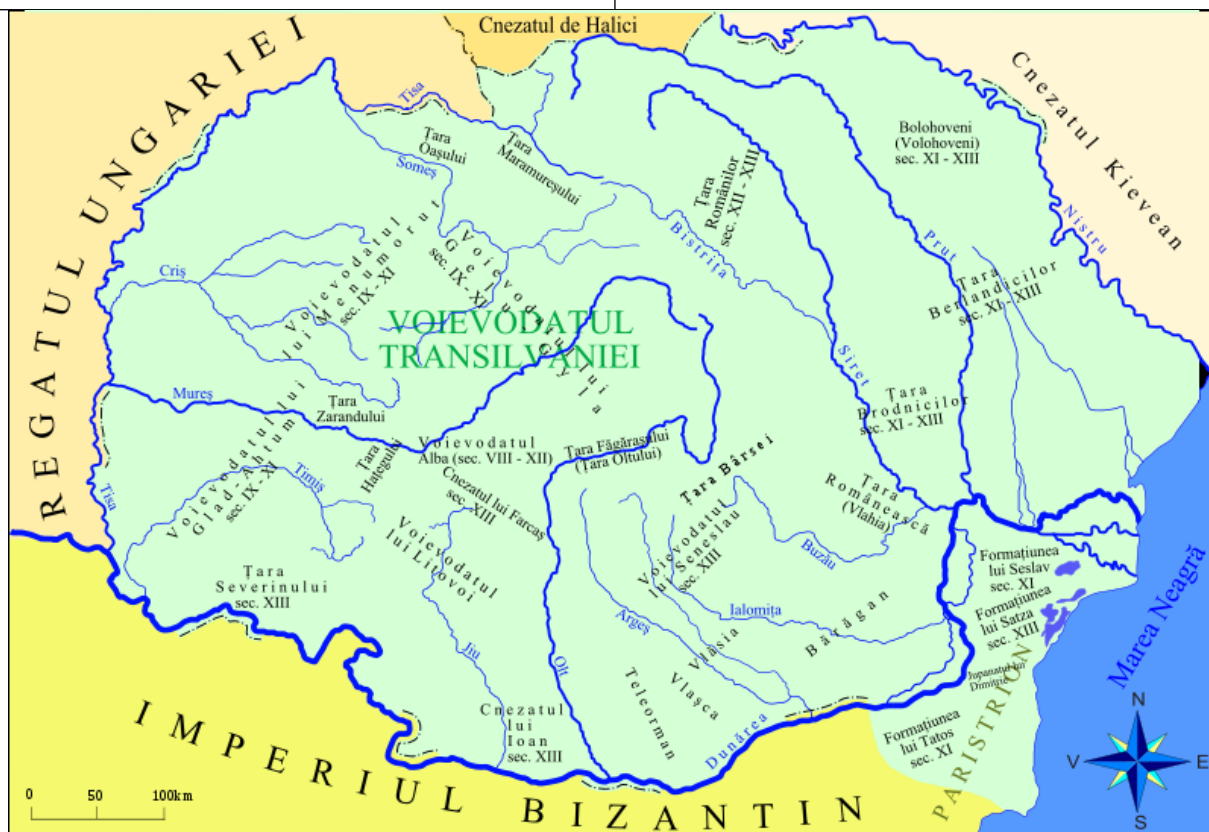 Cnezatul de Halici
REGATUL UNGARIEI
Cnezatul Kievean
Tisa
Țara
Oașului
Țara
Maramureșului
Someș
Bolohoveni
(Volohoveni)
sec. XI - XIII
Țara
Românilor
sec. XII - XIII
Nistru
Bistrița
Prut
Criș
Voievodatul
lui Menumorut
sec. IX - XI
Voievodatul
Gelu
sec. IX - XI
Voievodatul lui
Gyla
Țara
Berladnicilor
sec. XI - XIII
VOIEVODATUL
TRANSILVANIEI
Siret
Mureș
Țara
Zarandului
Țara
Brodnicilor
sec. XI - XIII
Voievodatul lui
Glad-Ahtum
sec. IX - XI
Țara
Hațegului
Voievodatul
Alba (sec. VIII - XII)
Țara Făgărașului
(Țara Oltului)
Țara Bârsei
Tisa
Timiș
Cnezatul lui Farcaș
sec. XIII
Țara
Românească
(Vlahia)
Voievodatul
lui Litovoi
Voievodatul
lui Seneslau
sec. XIII
Buzău
Formațiunea
lui Seslav
sec. XI
Țara
Severinului
sec. XIII
Formațiunea
lui Satza
sec. XIII
Ialomița
Argeș
Bărăgan
Vlăsia
Marea Neagră
Jiu
Olt
Vlașca
Teleorman
Jupanatul lui
Dimitrie
PARISTRION
Cnezatul
lui
Ioan
sec. XIII
Dunărea
Formațiunea
lui Tatos
sec. XI
IMPERIUL BIZANTIN
N
V
E
S
0 50 100km